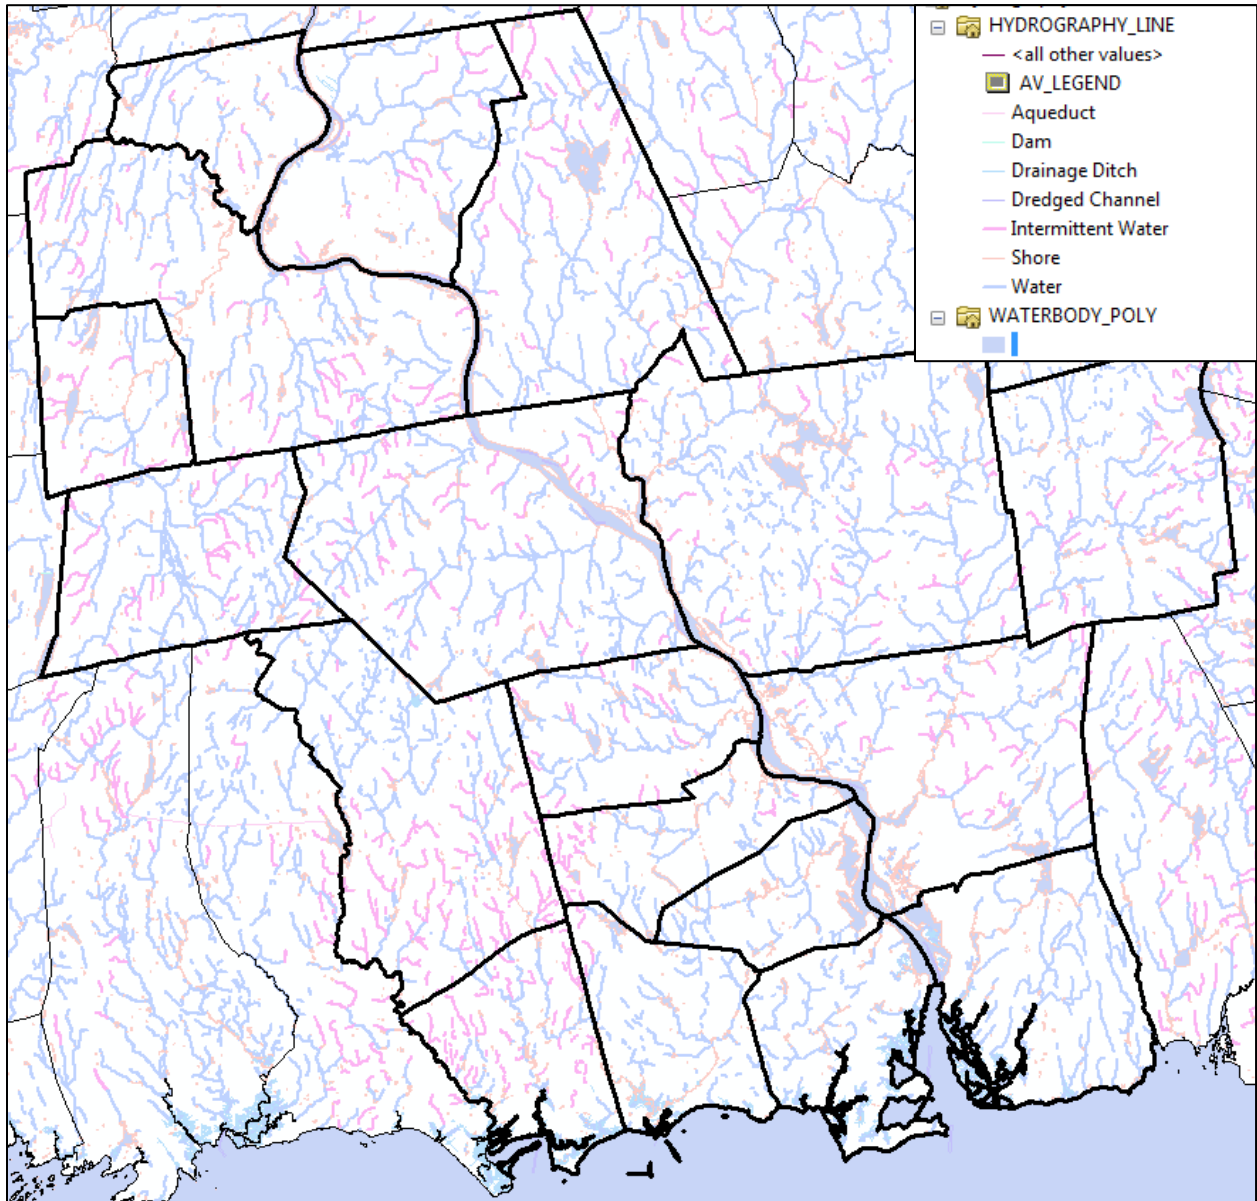 HYDROGRAPHY_LINE
<all other values>
AV_LEGEND
Aqueduct
Dam
Drainage Ditch
Dredged Channel
Intermittent Water
Shore
Water
WATERBODY_POLY